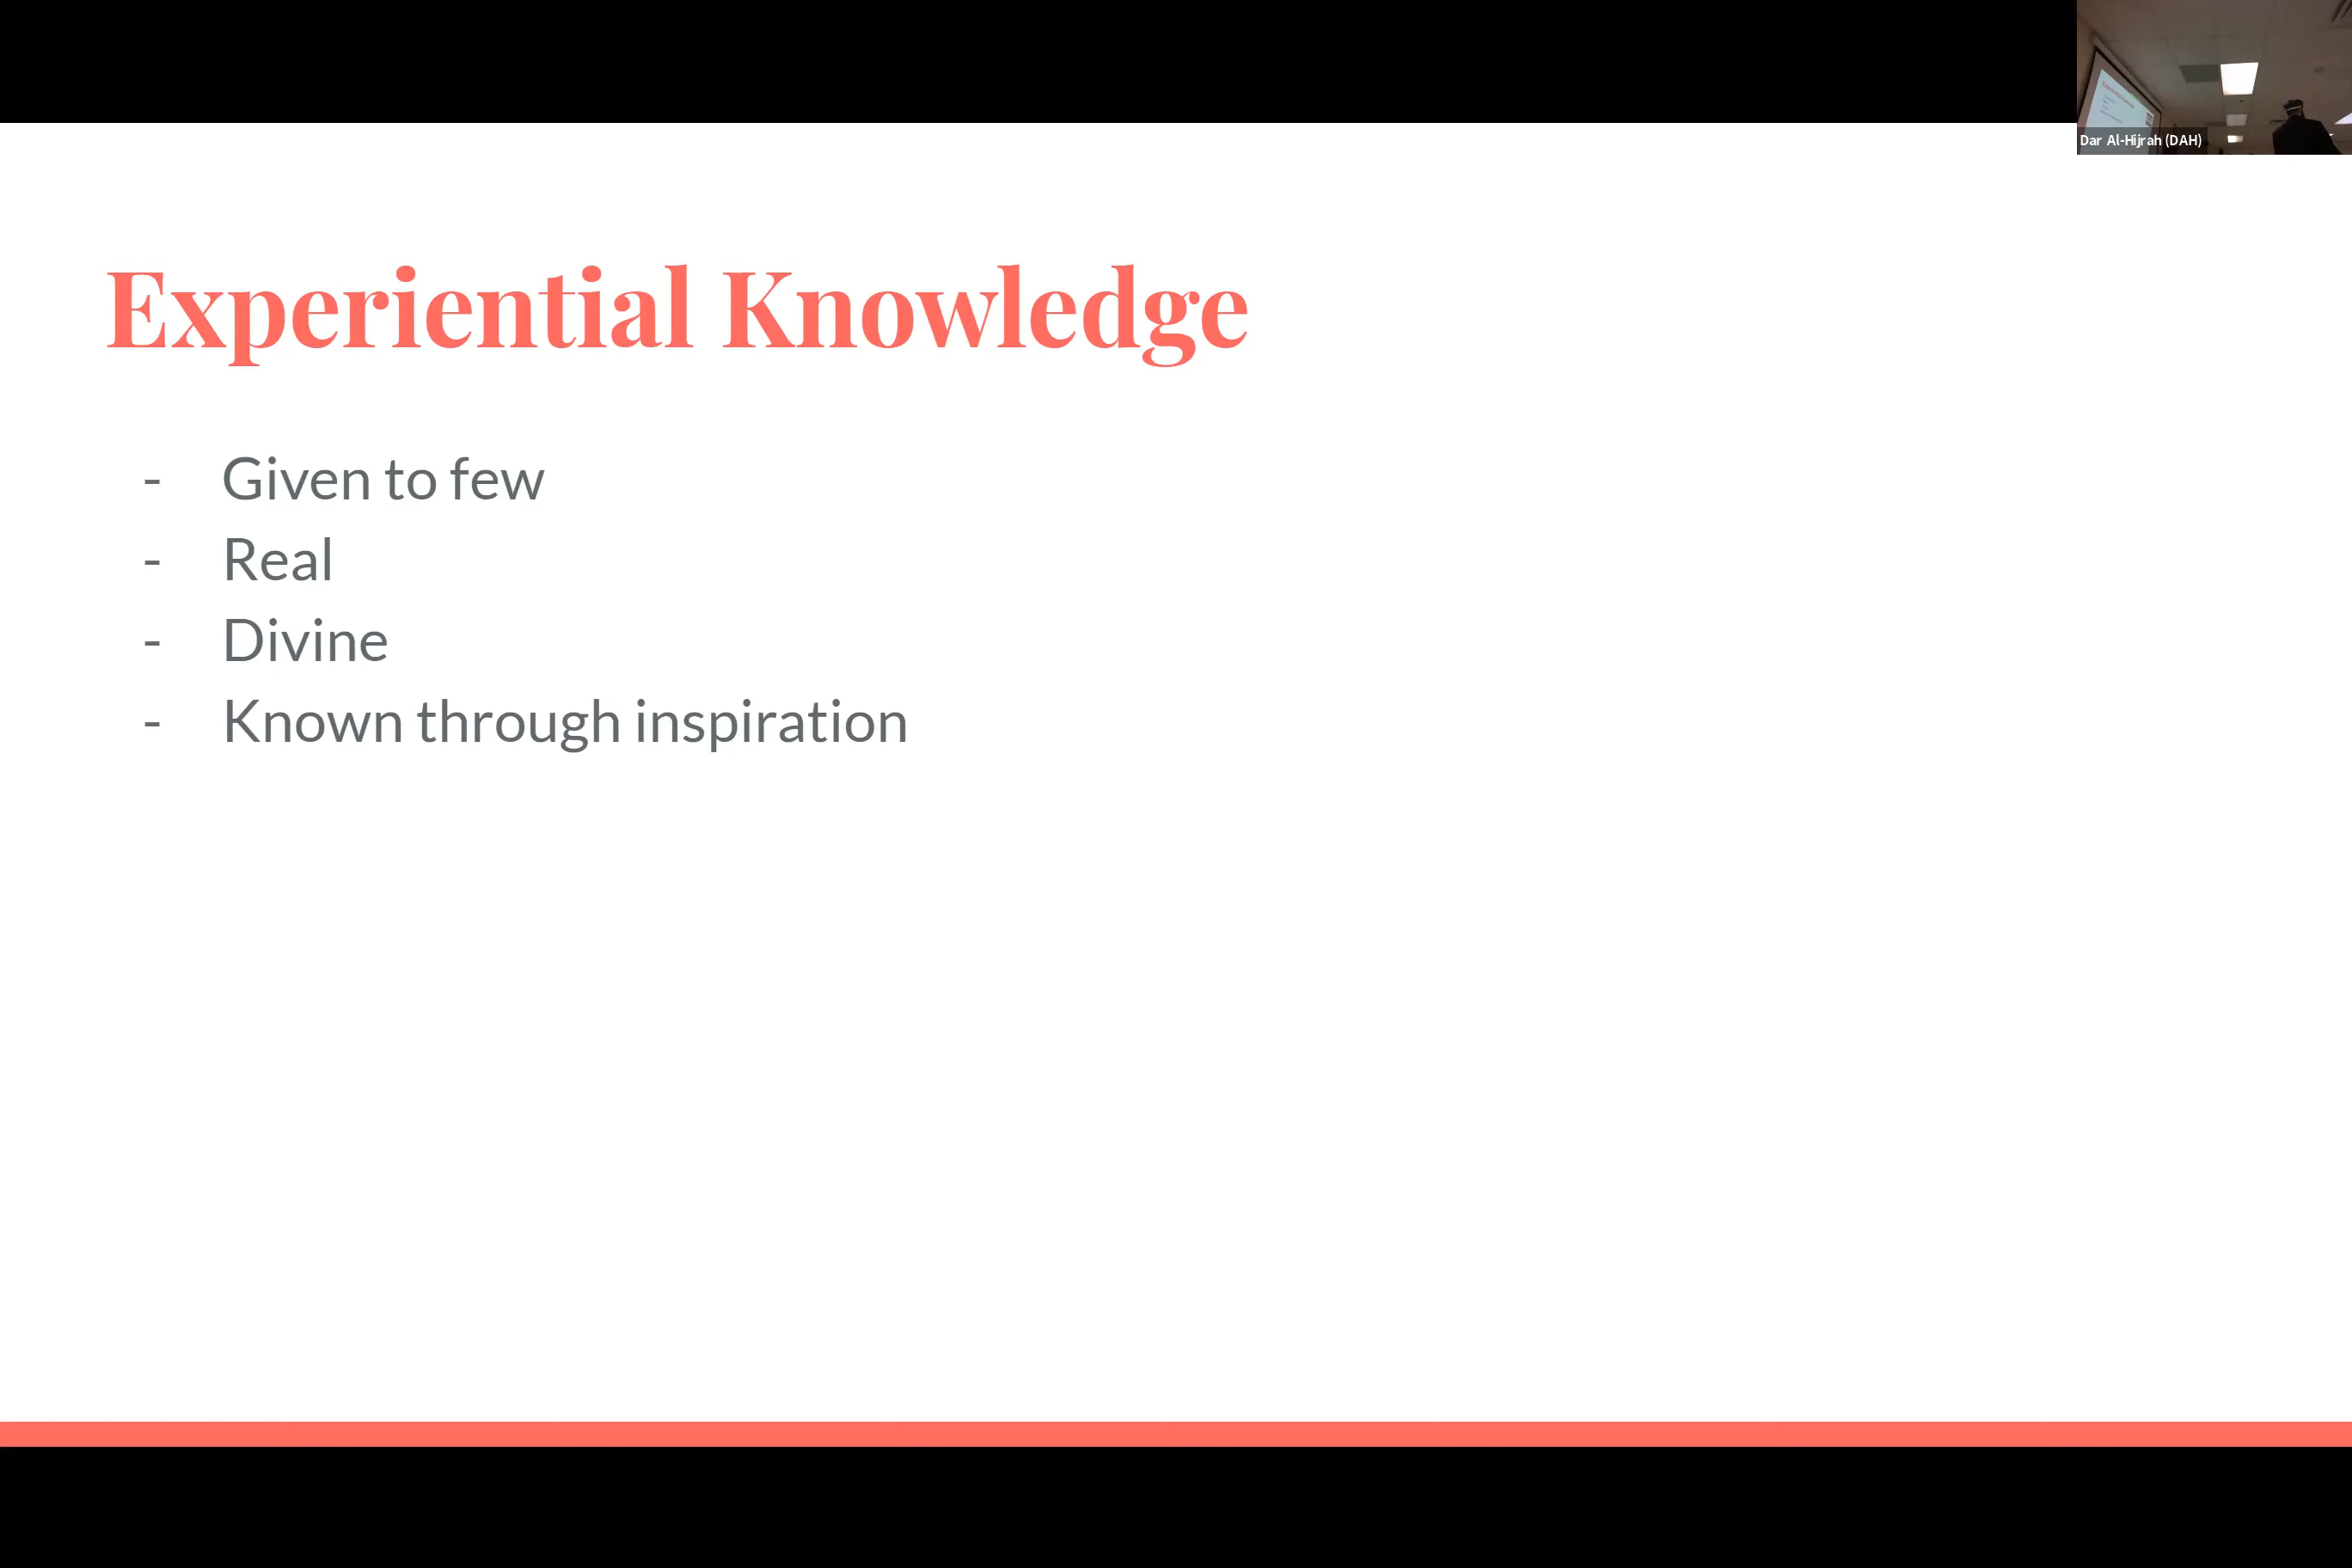 Dar Al-Hijrah (DAH)
Experiential Knowledge
- Given to few
- Real
- Divine
- Known through inspiration